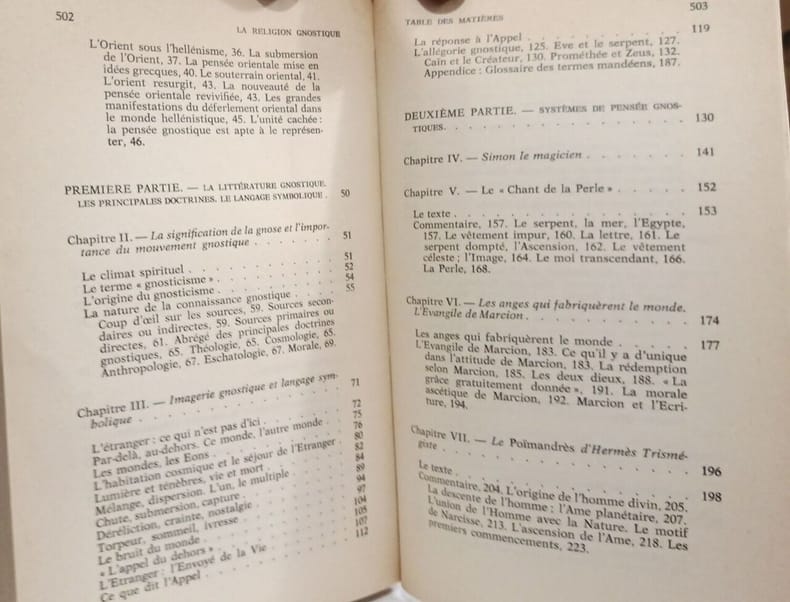 502
LA RELIGION GNOSTIQUE
L'Orient sous l'hellénisme, 36. La submersion
de l'Orient, 37. La pensée orientale mise en
idées grecques, 40. Le souterrain oriental, 41.
L'orient resurgit, 43. La nouveauté de la
pensée orientale revivifiée, 43. Les grandes
manifestations du déferlement oriental dans
le monde hellénistique, 45. L'unité cachée :
la pensée gnostique est apte à le représen-
ter, 46.
PREMIERE PARTIE. — LA LITTÉRATURE GNOSTIQUE.
LES PRINCIPALES DOCTRINES. LE LANGAGE SYMBOLIQUE . 50
Chapitre II. — La signification de la gnose et l'impor-
tance du mouvement gnostique . . . . . . . 51
Le climat spirituel . . . . . . . . . . 51
Le terme « gnosticisme » . . . . . . . . 52
L'origine du gnosticisme . . . . . . . . 54
La nature de la connaissance gnostique . . . . 55
Coup d'œil sur les sources, 59. Sources secon-
daires ou indirectes, 59. Sources primaires ou
directes, 61. Abrégé des principales doctrines
gnostiques, 65. Théologie, 65. Cosmologie, 65.
Anthropologie, 67. Eschatologie, 67. Morale, 69.
Chapitre III. — Imagerie gnostique et langage sym-
bolique . . . . . . . . . . . . . 71
L'étranger : ce qui n'est pas d'ici . . . . . 72
Par-delà, au-dehors. Ce monde, l'autre monde . 75
Les mondes, les Eons . . . . . . . . . 76
L'habitation cosmique et le séjour de l'Etranger . 80
Lumière et ténèbres, vie et mort . . . . . 82
Mélange, dispersion. L'un, le multiple . . . . 84
Chute, submersion, capture . . . . . . . 89
Déréliction, crainte, nostalgie . . . . . . 94
Torpeur, sommeil, ivresse . . . . . . . 97
Le bruit du monde . . . . . . . . . . 104
« L'appel du dehors » . . . . . . . . . 105
L'Etranger : l'Envoyé de la Vie . . . . . . 107
Ce que dit l'Appel . . . . . . . . . . 112
503
TABLE DES MATIÈRES
La réponse à l'Appel . . . . . . . . . 119
L'allégorie gnostique, 125. Eve et le serpent, 127.
Caïn et le Créateur, 130. Prométhée et Zeus, 132.
Appendice : Glossaire des termes mandéens, 187.
DEUXIÈME PARTIE. — SYSTÈMES DE PENSÉE GNOS-
TIQUES. . . . . . . . . . . . . . 130
Chapitre IV. — Simon le magicien . . . . . . . 141
Chapitre V. — Le « Chant de la Perle » . . . . . 152
Le texte . . . . . . . . . . . . . 153
Commentaire, 157. Le serpent, la mer, l'Egypte,
157. Le vêtement impur, 160. La lettre, 161. Le
serpent dompté, l'Ascension, 162. Le vêtement
céleste ; l'Image, 164. Le moi transcendant, 166.
La Perle, 168.
Chapitre VI. — Les anges qui fabriquèrent le monde.
L'Evangile de Marcion . . . . . . . . . . 174
Les anges qui fabriquèrent le monde . . . . . 177
L'Evangile de Marcion, 183. Ce qu'il y a d'unique
dans l'attitude de Marcion, 183. La rédemption
selon Marcion, 185. Les deux dieux, 188. « La
grâce gratuitement donnée », 191. La morale
ascétique de Marcion, 192. Marcion et l'Ecri-
ture, 194.
Chapitre VII. — Le Poïmandrès d'Hermès Trismé-
giste . . . . . . . . . . . . . . 196
Le texte . . . . . . . . . . . . . 198
Commentaire, 204. L'origine de l'homme divin, 205.
La descente de l'homme ; l'Ame planétaire, 207.
L'union de l'Homme avec la Nature. Le motif
de Narcisse, 213. L'ascension de l'Ame, 218. Les
premiers commencements, 223.